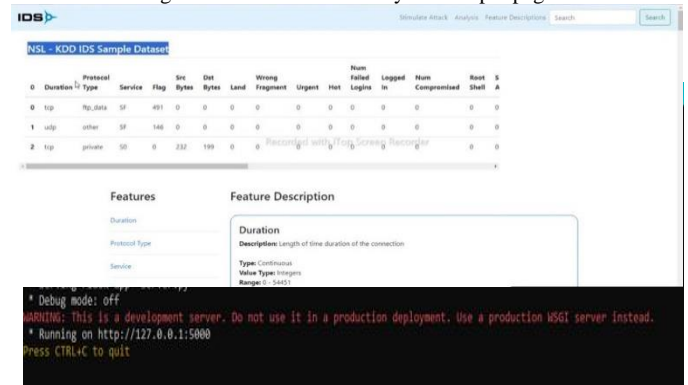 IDS
Stimulate Attack Analysis Feature Descriptions Search Search
NSL - KDD IDS Sample Dataset
0 Duration Protocol Type Service Flag Src Bytes Dst Bytes Land Wrong Fragment Urgent Hot Num Failed Logins Logged In Num Compromised Root Shell S A
0 tcp ftp_data SF 491 0 0 0 0 0 0 0 0 0 0
1 udp other SF 146 0 0 0 0 0 0 0 0 0 0
2 tcp private S0 0 232 199 0 0 0 0 0 0 0 0
Recorded with iTop Screen Recorder
Features
Feature Description
Duration
Protocol Type
Service
Duration
Description: Length of time duration of the connection
Type: Continuous
Value Type: Integers
Range: 0 - 54451
* Debug mode: off
WARNING: This is a development server. Do not use it in a production deployment. Use a production WSGI server instead.
* Running on http://127.0.0.1:5000
Press CTRL+C to quit